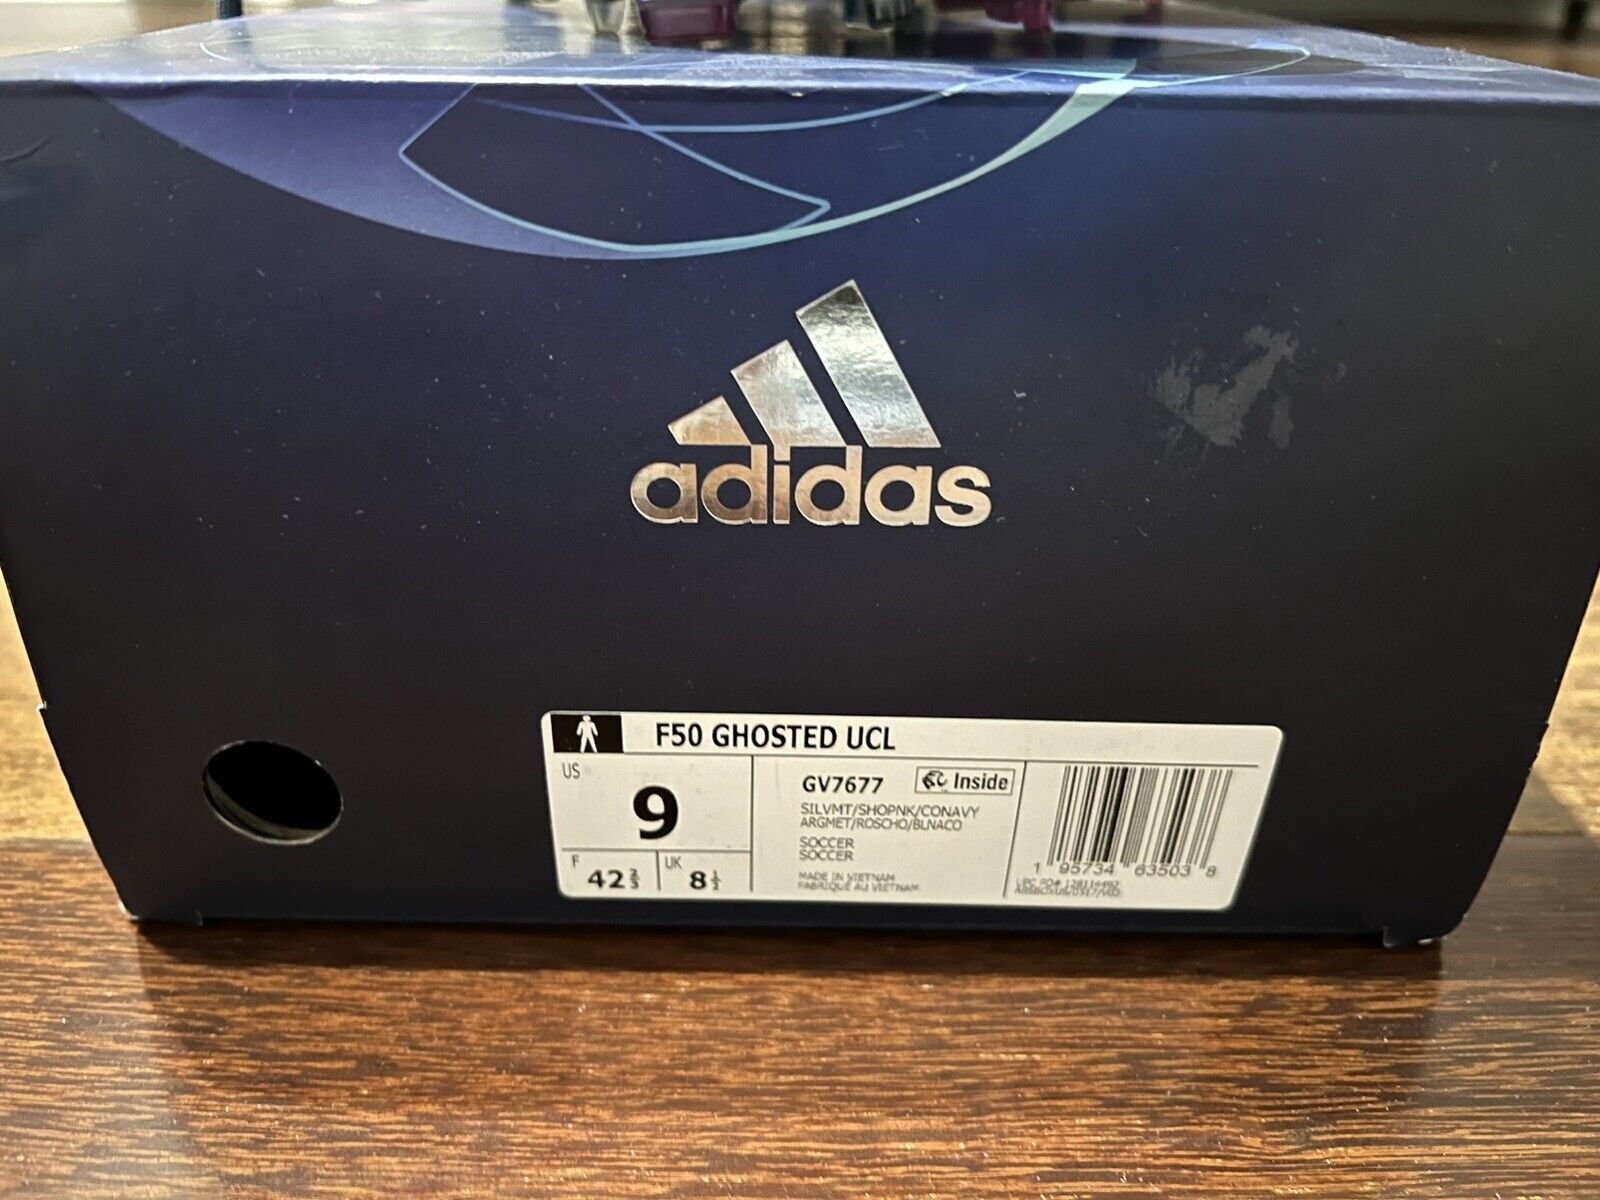 adidas
F50 GHOSTED UCL
US
9
F
42 2/3
UK
8 1/2
GV7677
Inside
SILVMT/SHOPNK/CONAVY
ARGMET/ROSCHO/BLNACO
SOCCER
SOCCER
MADE IN VIETNAM
FABRIQUÉ AU VIETNAM
1 95734 63503 8